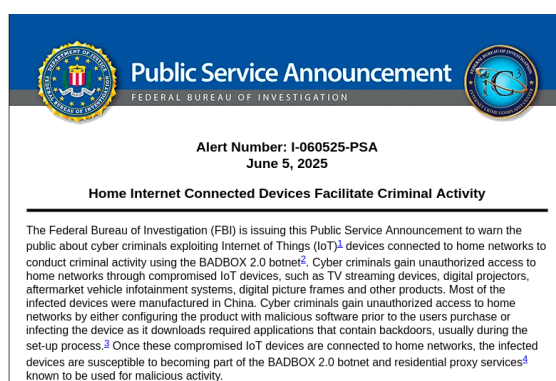 Public Service Announcement
FEDERAL BUREAU OF INVESTIGATION
Alert Number: I-060525-PSA
June 5, 2025
Home Internet Connected Devices Facilitate Criminal Activity
The Federal Bureau of Investigation (FBI) is issuing this Public Service Announcement to warn the
public about cyber criminals exploiting Internet of Things (IoT)1 devices connected to home networks to
conduct criminal activity using the BADBOX 2.0 botnet2. Cyber criminals gain unauthorized access to
home networks through compromised IoT devices, such as TV streaming devices, digital projectors,
aftermarket vehicle infotainment systems, digital picture frames and other products. Most of the
infected devices were manufactured in China. Cyber criminals gain unauthorized access to home
networks by either configuring the product with malicious software prior to the users purchase or
infecting the device as it downloads required applications that contain backdoors, usually during the
set-up process.3 Once these compromised IoT devices are connected to home networks, the infected
devices are susceptible to becoming part of the BADBOX 2.0 botnet and residential proxy services4
known to be used for malicious activity.